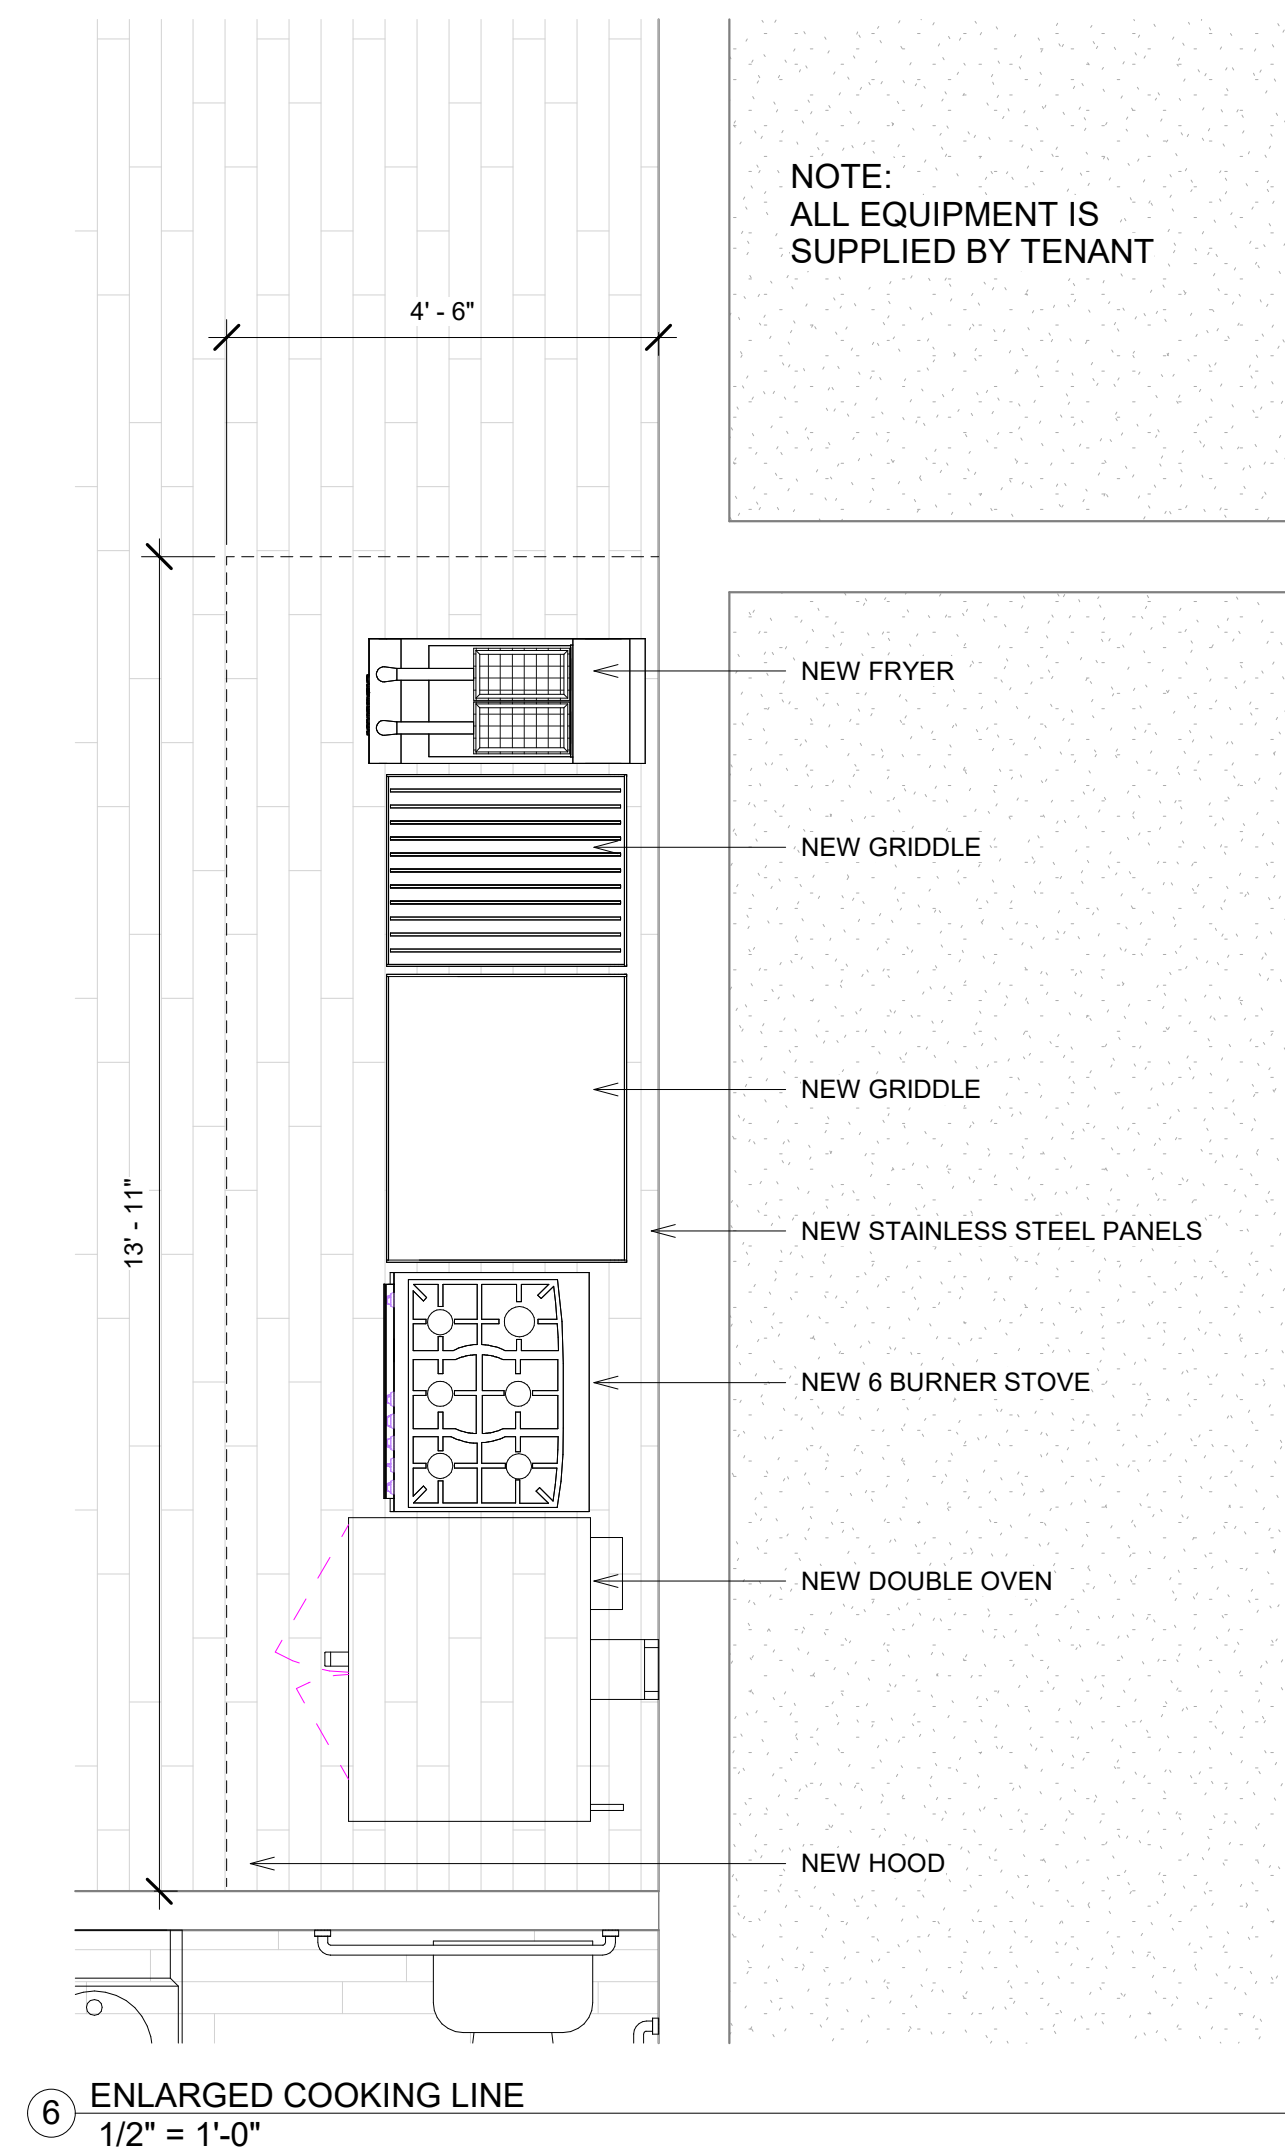 NOTE:
ALL EQUIPMENT IS
SUPPLIED BY TENANT
4' - 6"
NEW FRYER
NEW GRIDDLE
NEW GRIDDLE
13' - 11"
NEW STAINLESS STEEL PANELS
NEW 6 BURNER STOVE
NEW DOUBLE OVEN
NEW HOOD
6
ENLARGED COOKING LINE
1/2" = 1'-0"